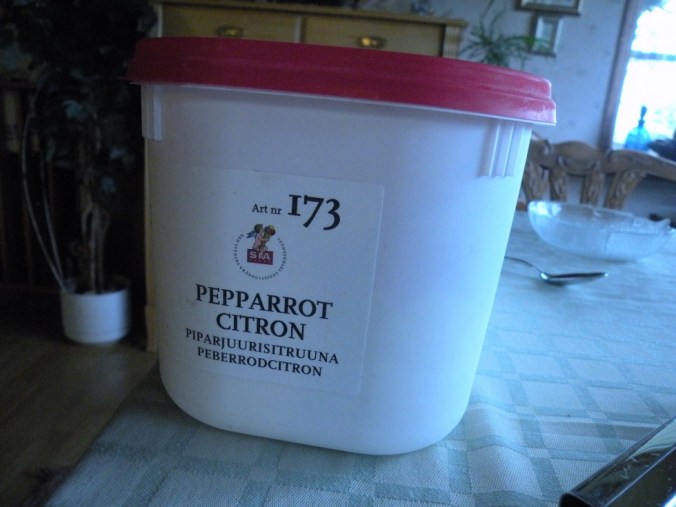 Art nr 173
SIA
PEPPARROT
CITRON
PIPARJUURISITRUUNA
PEBERRODCITRON